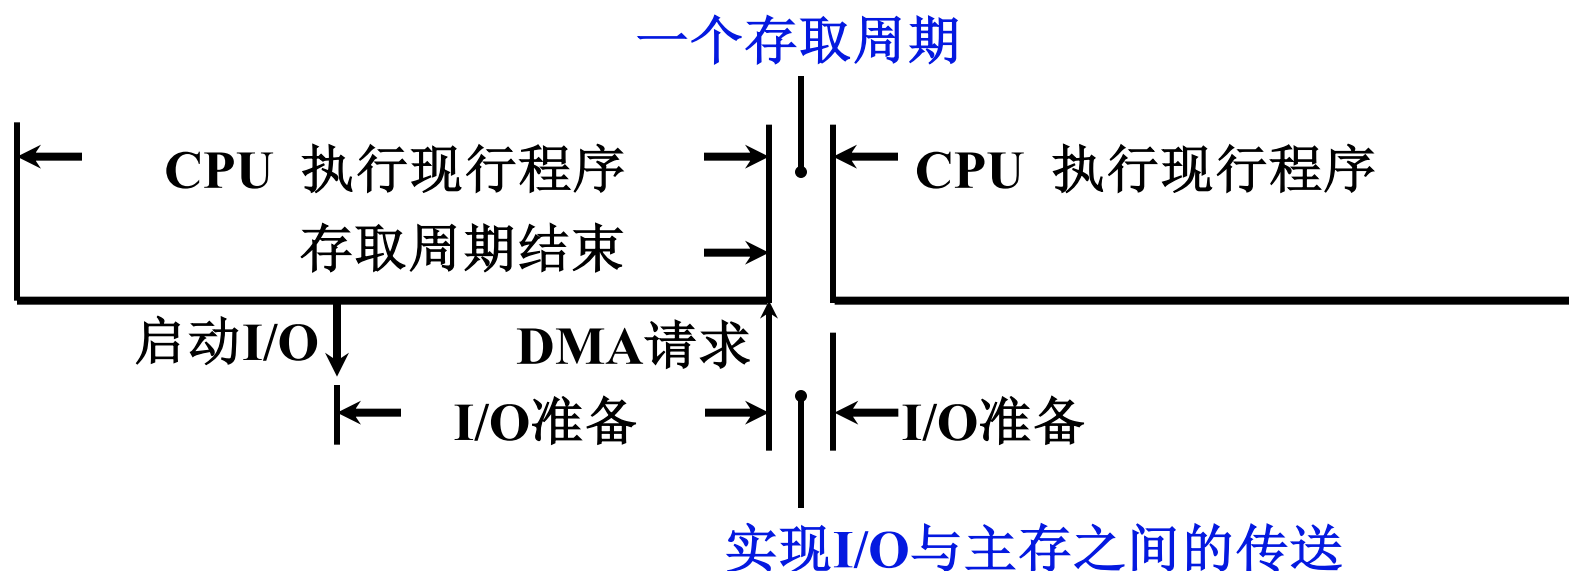 一个存取周期
CPU 执行现行程序
CPU 执行现行程序
存取周期结束
启动I/O
DMA请求
I/O准备
I/O准备
实现I/O与主存之间的传送